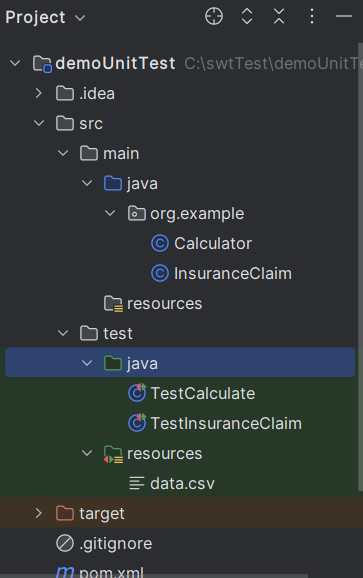 Project
demoUnitTest C:\swtTest\demoUnitTe
.idea
src
main
java
org.example
Calculator
InsuranceClaim
resources
test
java
TestCalculate
TestInsuranceClaim
resources
data.csv
target
.gitignore
pom.xml